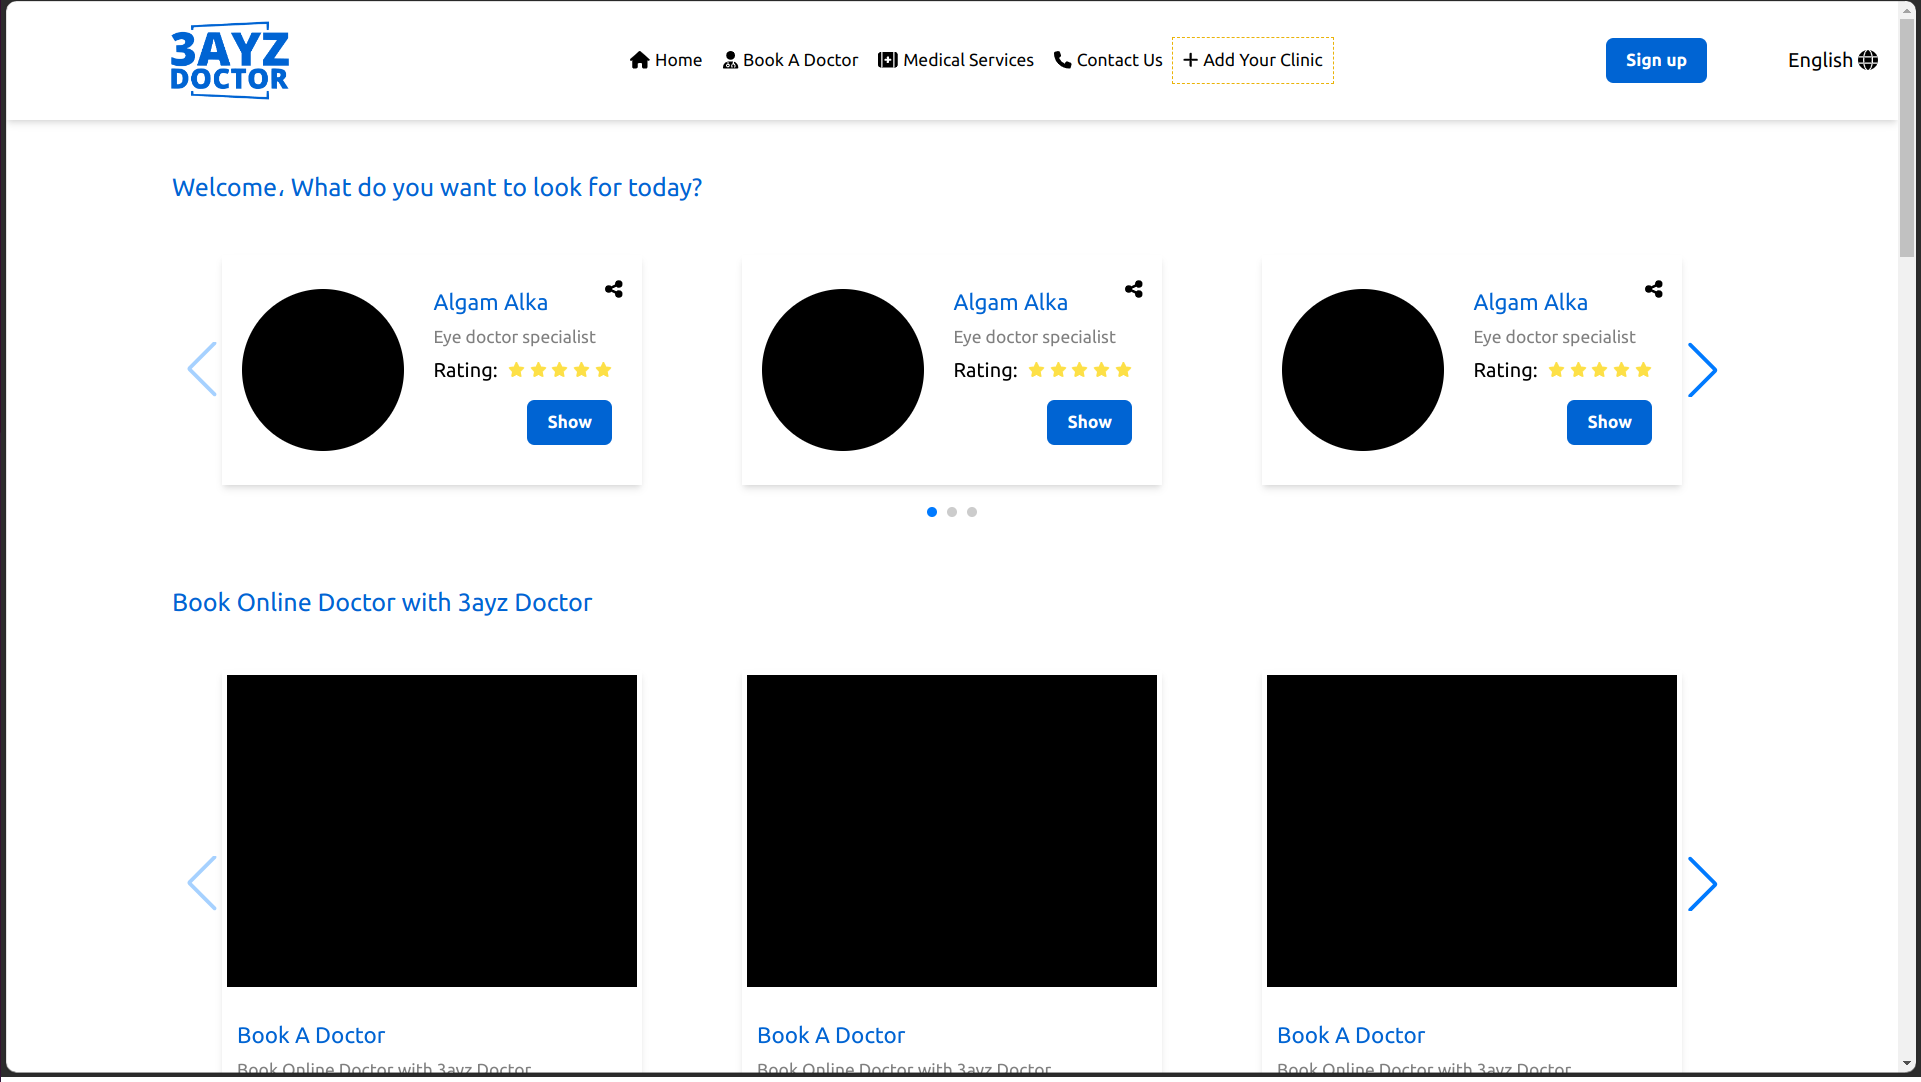 3AYZ
DOCTOR
Home
Book A Doctor
Medical Services
Contact Us
Add Your Clinic
Sign up
English
Welcome، What do you want to look for today?
Algam Alka
Eye doctor specialist
Rating:
Show
Algam Alka
Eye doctor specialist
Rating:
Show
Algam Alka
Eye doctor specialist
Rating:
Show
Book Online Doctor with 3ayz Doctor
Book A Doctor
Book Online Doctor with 3ayz Doctor
Book A Doctor
Book Online Doctor with 3ayz Doctor
Book A Doctor
Book Online Doctor with 3ayz Doctor